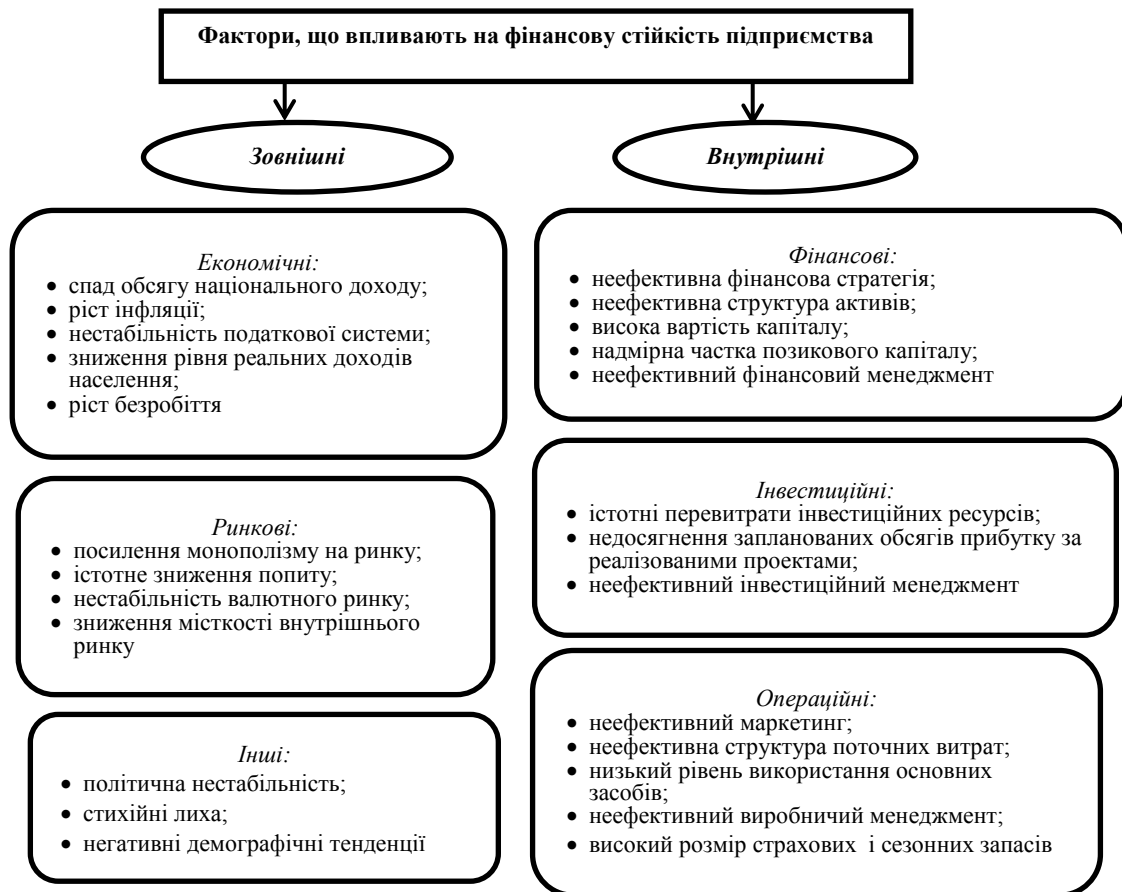 Фактори, що впливають на фінансову стійкість підприємства
Зовнішні
Внутрішні
Економічні:
• спад обсягу національного доходу;
• ріст інфляції;
• нестабільність податкової системи;
• зниження рівня реальних доходів
населення;
• ріст безробіття
Ринкові:
• посилення монополізму на ринку;
• істотне зниження попиту;
• нестабільність валютного ринку;
• зниження місткості внутрішнього
ринку
Інші:
• політична нестабільність;
• стихійні лиха;
• негативні демографічні тенденції
Фінансові:
• неефективна фінансова стратегія;
• неефективна структура активів;
• висока вартість капіталу;
• надмірна частка позикового капіталу;
• неефективний фінансовий менеджмент
Інвестиційні:
• істотні перевитрати інвестиційних ресурсів;
• недосягнення запланованих обсягів прибутку за
реалізованими проектами;
• неефективний інвестиційний менеджмент
Операційні:
• неефективний маркетинг;
• неефективна структура поточних витрат;
• низький рівень використання основних
засобів;
• неефективний виробничий менеджмент;
• високий розмір страхових і сезонних запасів